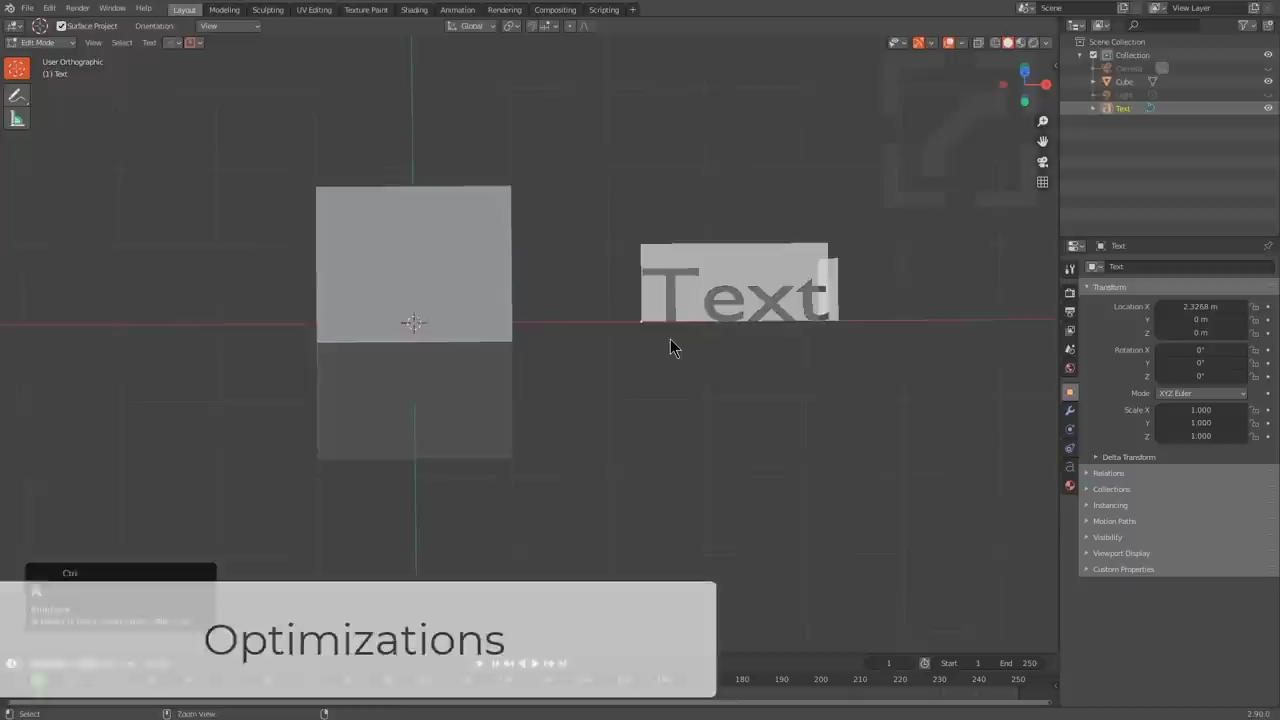 File Edit Render Window Help Layout Modeling Sculpting UV Editing Texture Paint Shading Animation Rendering Compositing Scripting + Scene View Layer
Surface Project Orientation: View Global
Edit Mode View Select Text
User Orthographic
(1) Text
Scene Collection
Collection
Camera
Cube
Light
Text
Text
Text
Text
Transform
Location X 2.3268 m
Y 0 m
Z 0 m
Rotation X 0°
Y 0°
Z 0°
Mode XYZ Euler
Scale X 1.000
Y 1.000
Z 1.000
Delta Transform
Relations
Collections
Instancing
Motion Paths
Visibility
Viewport Display
Custom Properties
Ctrl
Optimizations
1 Start 1 End 250
180 190 200 210 220 230 240 250
Select Zoom View 2.90.0